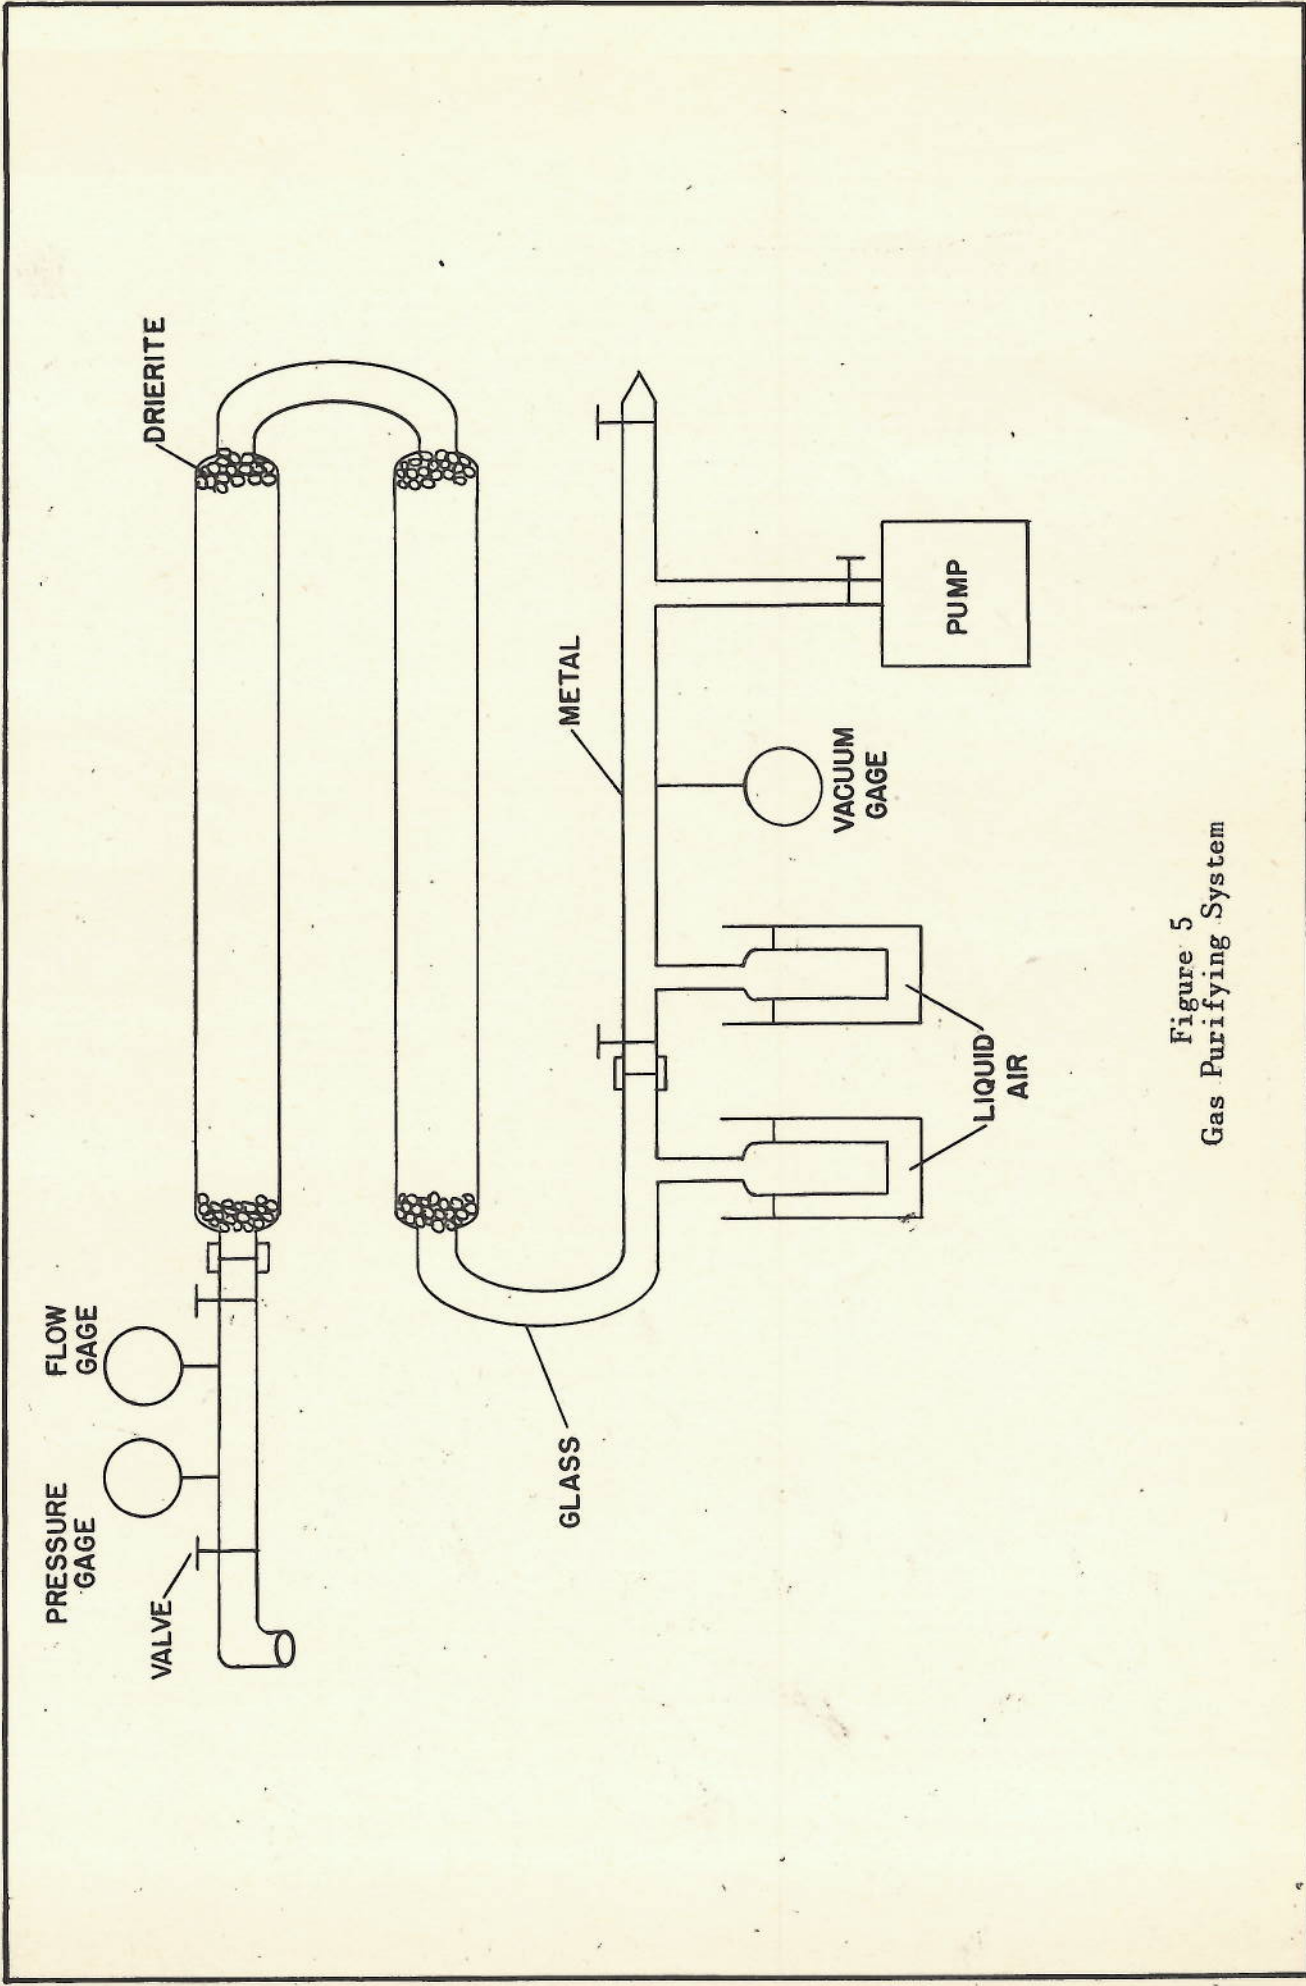 PRESSURE
GAGE
FLOW
GAGE
VALVE
DRIERITE
GLASS
METAL
VACUUM
GAGE
PUMP
LIQUID
AIR
Figure 5
Gas Purifying System